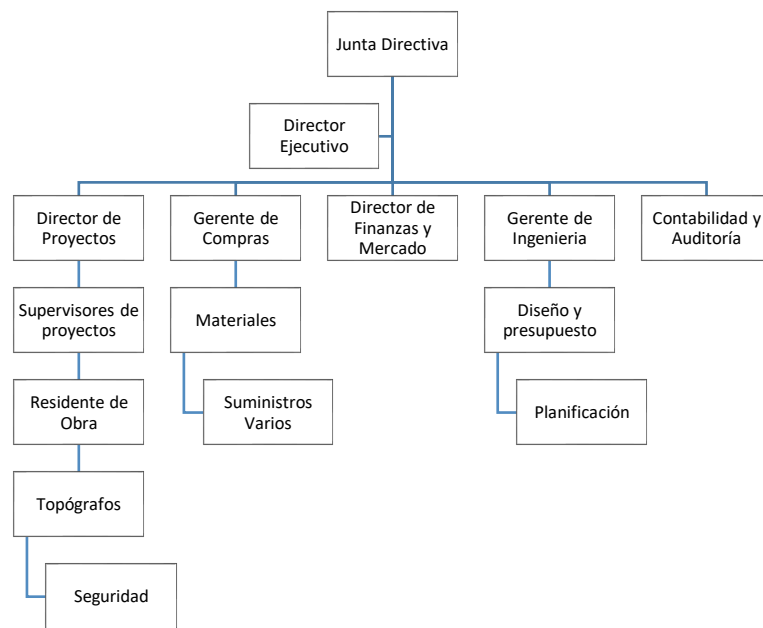 Junta Directiva
Director
Ejecutivo
Director de
Proyectos
Gerente de
Compras
Director de
Finanzas y
Mercado
Gerente de
Ingenieria
Contabilidad y
Auditoría
Supervisores de
proyectos
Materiales
Diseño y
presupuesto
Residente de
Obra
Suministros
Varios
Planificación
Topógrafos
Seguridad